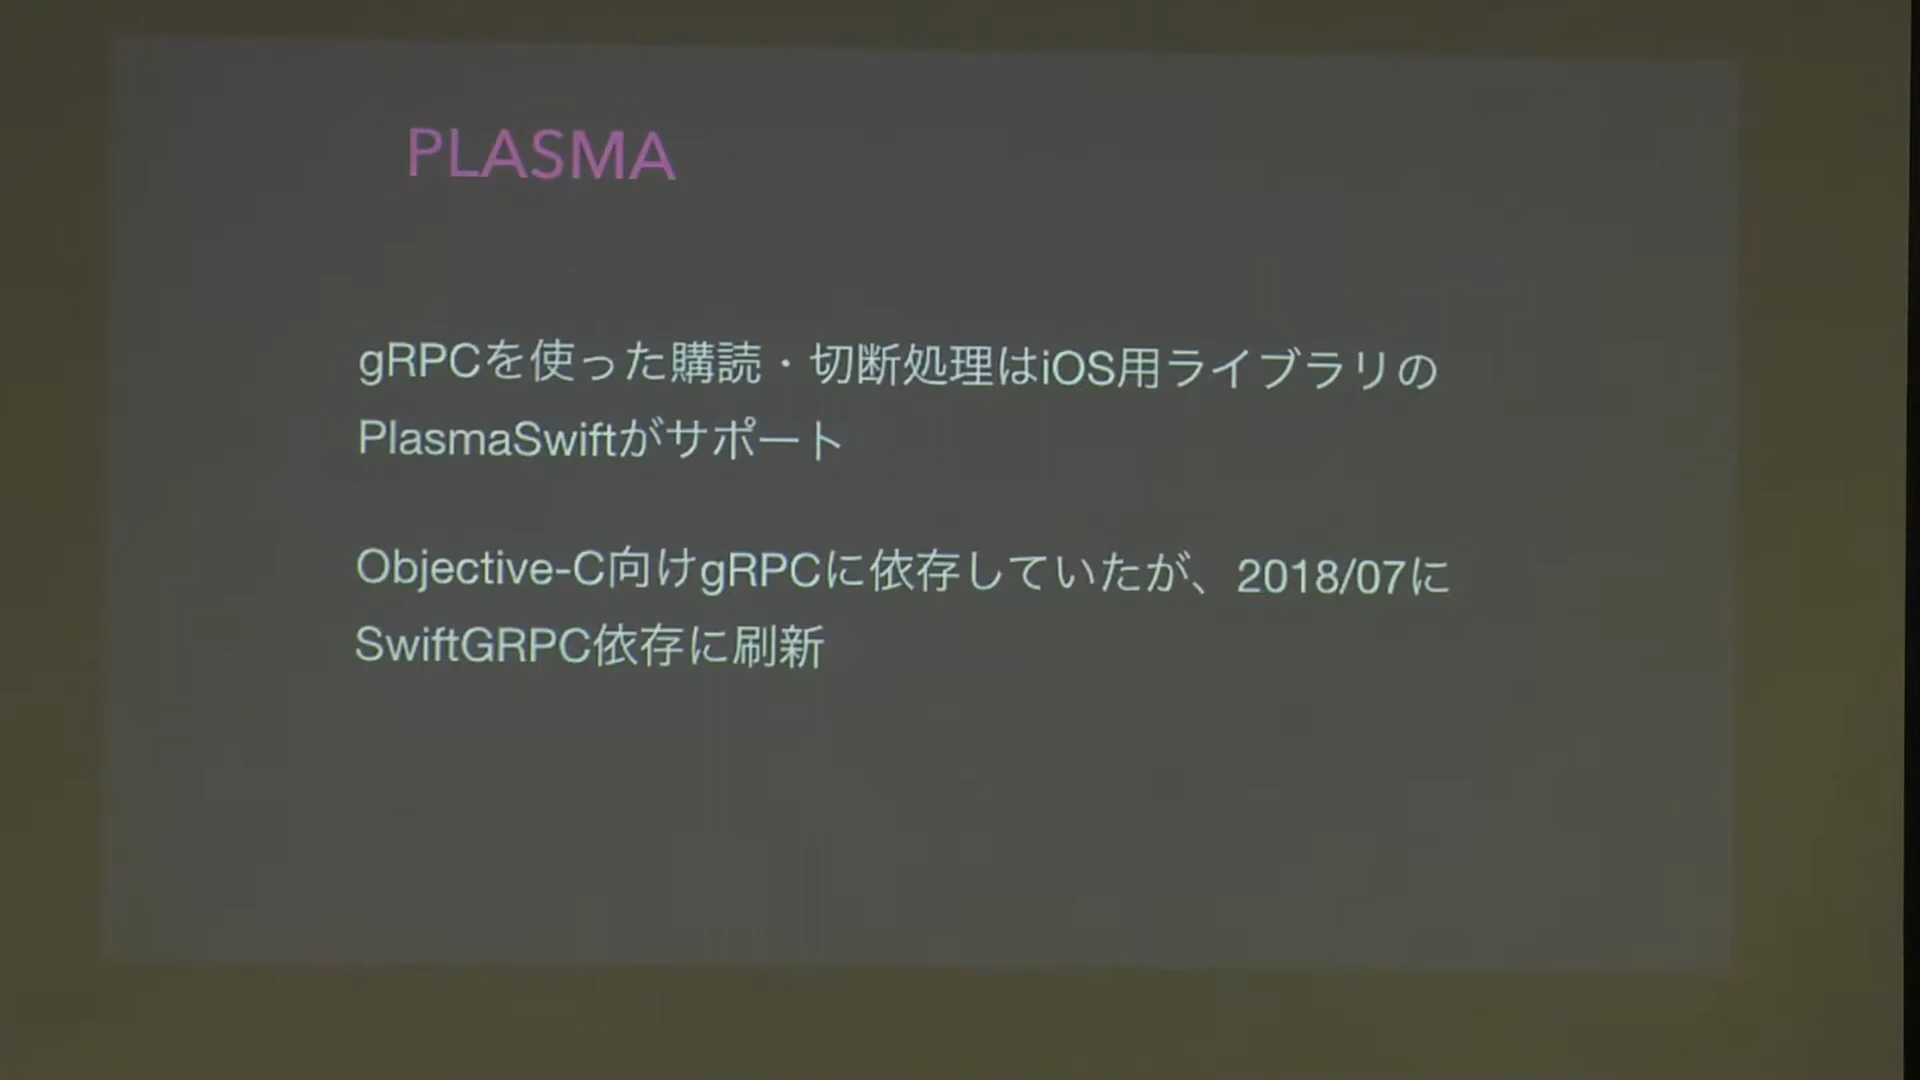 PLASMA
gRPCを使った購読・切断処理はiOS用ライブラリの
PlasmaSwiftがサポート
Objective-C向けgRPCに依存していたが、2018/07に
SwiftGRPC依存に刷新